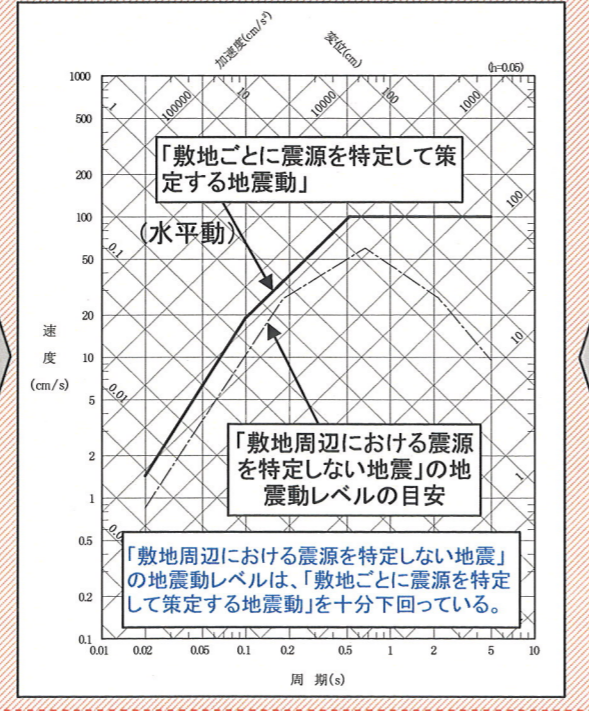 加速度(cm/s²)
変位(cm)
(h=0.05)
1000
500
200
100
50
20
10
5
2
1
0.5
0.2
0.1
速
度
(cm/s)
1
100000
10
10000
100
1000
0.1
0.01
100
10
1
「敷地ごとに震源を特定して策
定する地震動」
(水平動)
「敷地周辺における震源
を特定しない地震」の地
震動レベルの目安
「敷地周辺における震源を特定しない地震」
の地震動レベルは、「敷地ごとに震源を特定
して策定する地震動」を十分下回っている。
0.01
0.02
0.05
0.1
0.2
0.5
1
2
5
10
周 期(s)